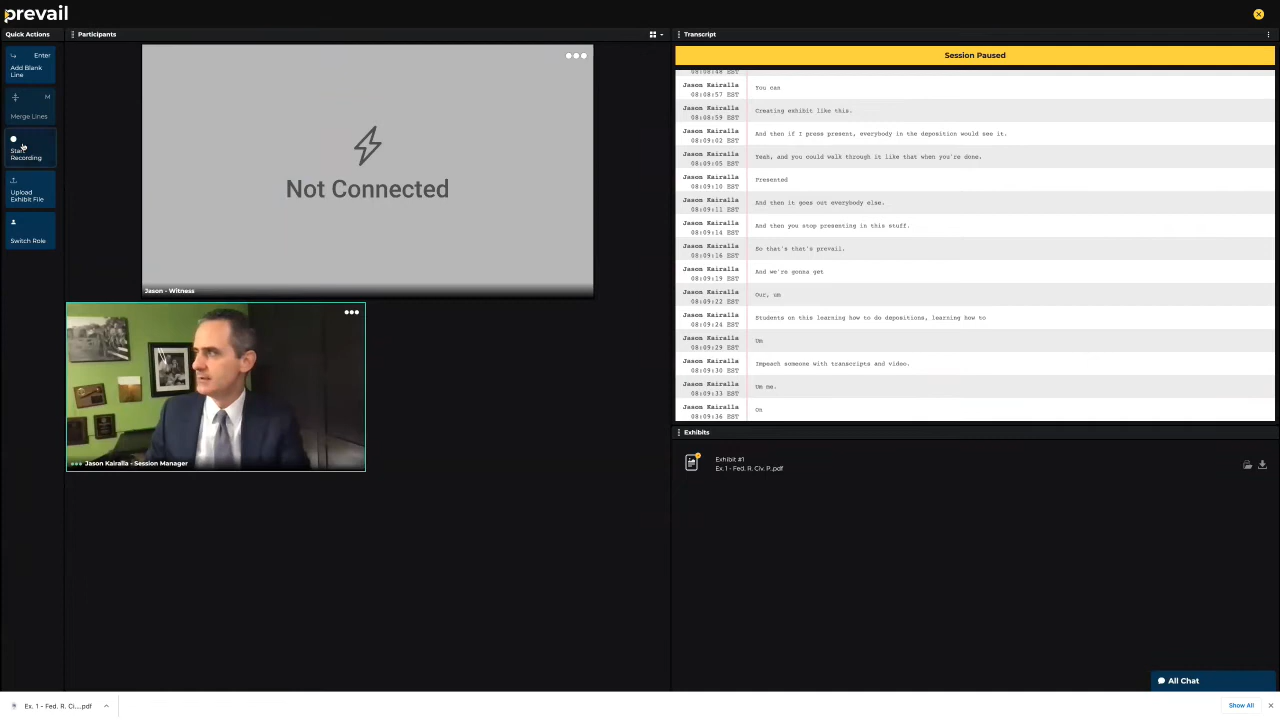 prevail
Quick Actions
Participants
Transcript
Enter
Add Blank
Line
M
Merge Lines
Start
Recording
Upload
Exhibit File
Switch Role
Not Connected
Jason - Witness
Jason Kairalla - Session Manager
Session Paused
08:08:48 EST
Jason Kairalla
08:08:57 EST
You can
Jason Kairalla
08:08:59 EST
Creating exhibit like this.
Jason Kairalla
08:09:02 EST
And then if I press present, everybody in the deposition would see it.
Jason Kairalla
08:09:05 EST
Yeah, and you could walk through it like that when you're done.
Jason Kairalla
08:09:10 EST
Presented
Jason Kairalla
08:09:11 EST
And then it goes out everybody else.
Jason Kairalla
08:09:14 EST
And then you stop presenting in this stuff.
Jason Kairalla
08:09:16 EST
So that's that's prevail.
Jason Kairalla
08:09:19 EST
And we're gonna get
Jason Kairalla
08:09:22 EST
Our, um
Jason Kairalla
08:09:24 EST
Students on this learning how to do depositions, learning how to
Jason Kairalla
08:09:29 EST
Um
Jason Kairalla
08:09:30 EST
Impeach someone with transcripts and video.
Jason Kairalla
08:09:33 EST
Um me.
Jason Kairalla
08:09:36 EST
On
Exhibits
Exhibit #1
Ex. 1 - Fed. R. Civ. P..pdf
All Chat
Ex. 1 - Fed. R. Ci....pdf
Show All